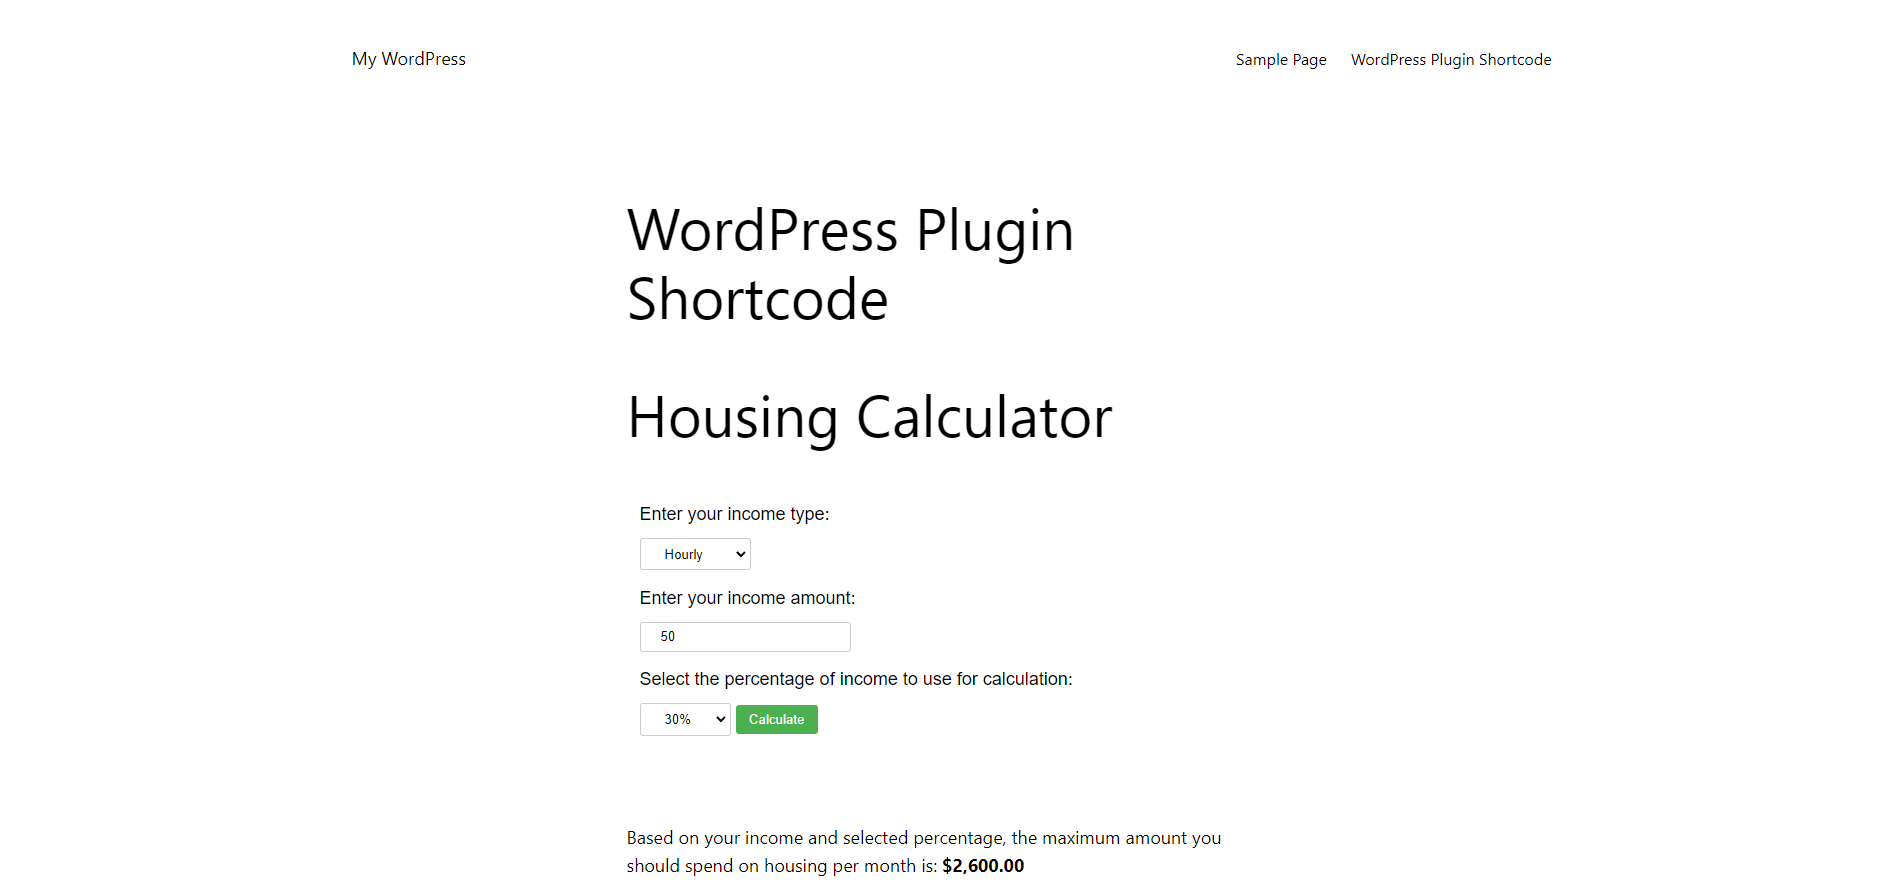 My WordPress
Sample Page
WordPress Plugin Shortcode
WordPress Plugin
Shortcode
Housing Calculator
Enter your income type:
Hourly
Enter your income amount:
50
Select the percentage of income to use for calculation:
30%
Calculate
Based on your income and selected percentage, the maximum amount you
should spend on housing per month is: $2,600.00